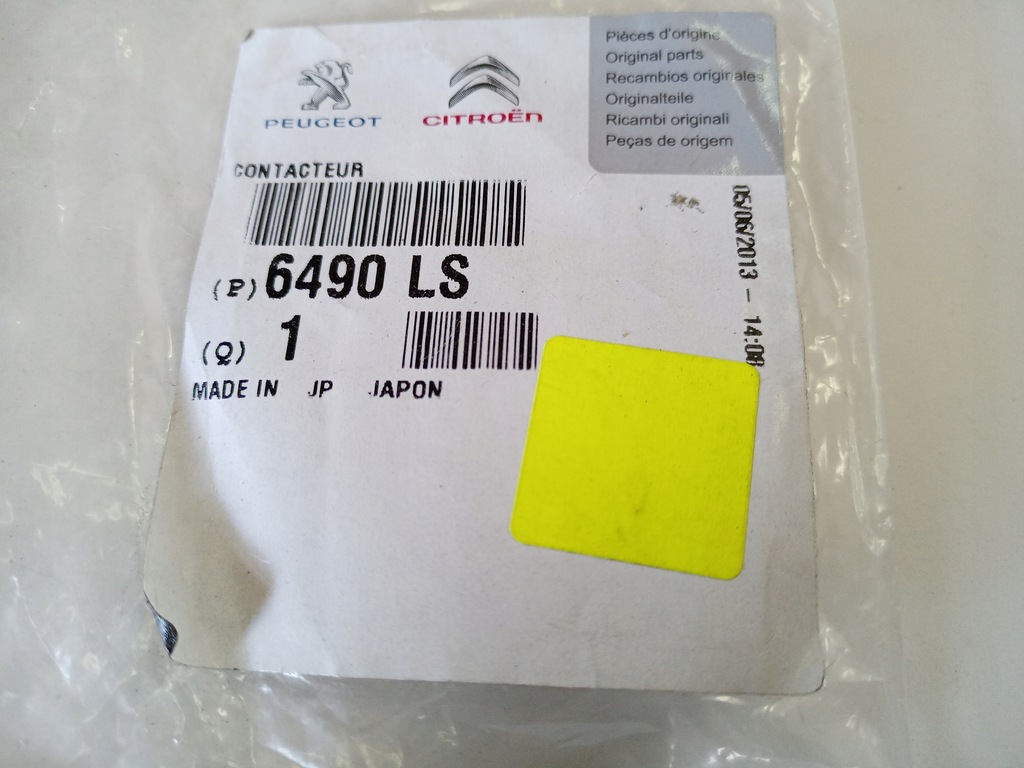 PEUGEOT
CITROËN
Pièces d'origine
Original parts
Recambios originales
Originalteile
Ricambi originali
Peças de origem
CONTACTEUR
(P) 6490 LS
(Q) 1
MADE IN JP JAPON
05/06/2013 - 14:08